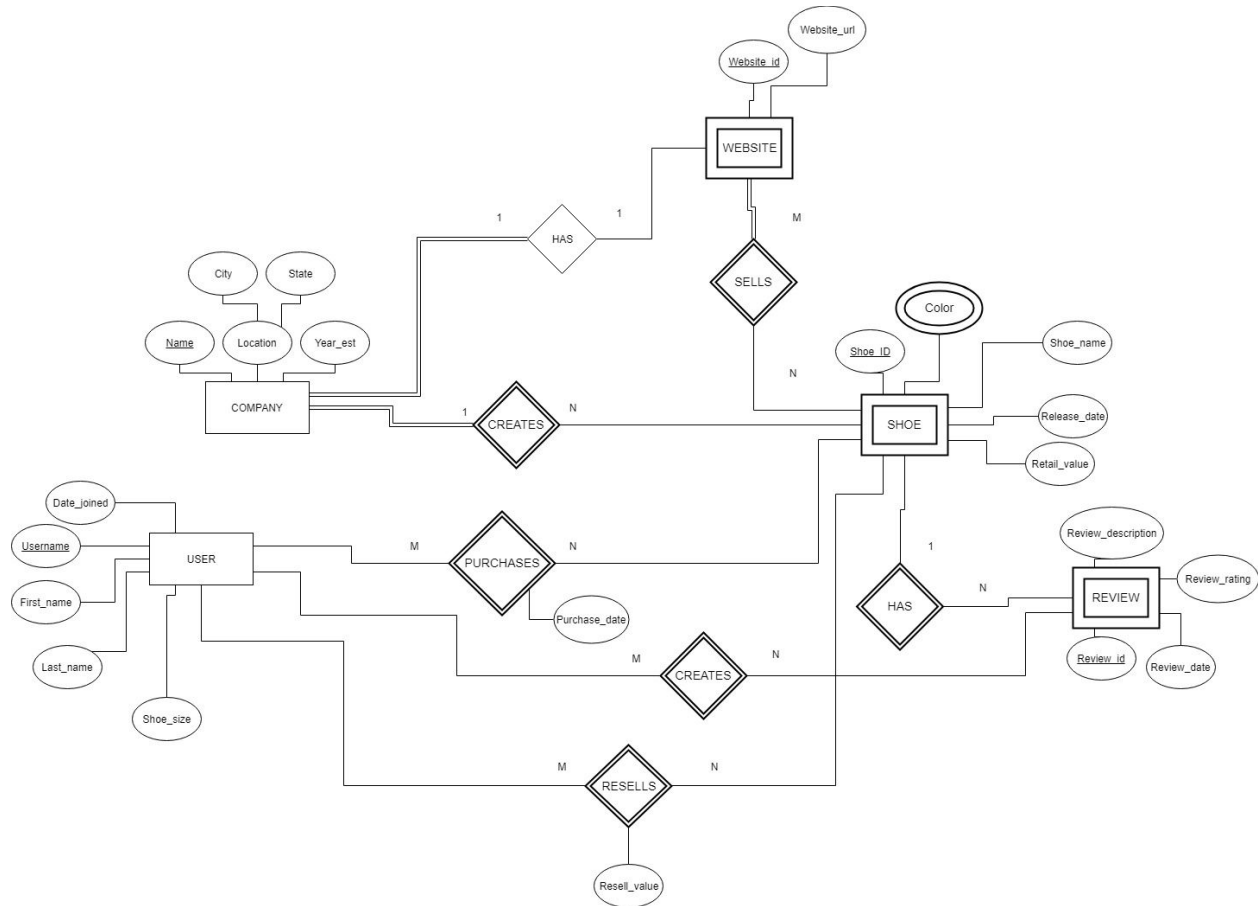 Website_url
Website_id
WEBSITE
1
1
HAS
M
SELLS
City
State
Name
Location
Year_est
COMPANY
Color
Shoe_ID
Shoe_name
N
1
CREATES
N
SHOE
Release_date
Retail_value
Date_joined
Username
USER
First_name
Last_name
Shoe_size
M
PURCHASES
N
Purchase_date
1
HAS
N
Review_description
Review_rating
REVIEW
Review_id
Review_date
M
CREATES
N
M
RESELLS
N
Resell_value